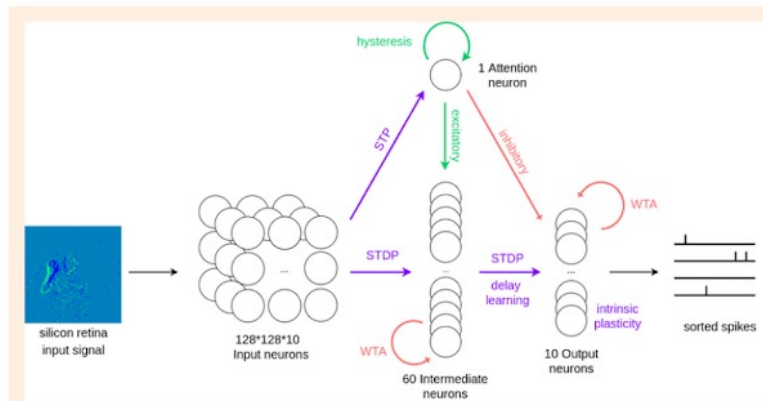 hysteresis
1 Attention
neuron
STP
excitatory
inhibitory
WTA
STDP
...
STDP
delay
learning
...
...
intrinsic
plasticity
WTA
silicon retina
input signal
128*128*10
Input neurons
60 Intermediate
neurons
10 Output
neurons
sorted spikes